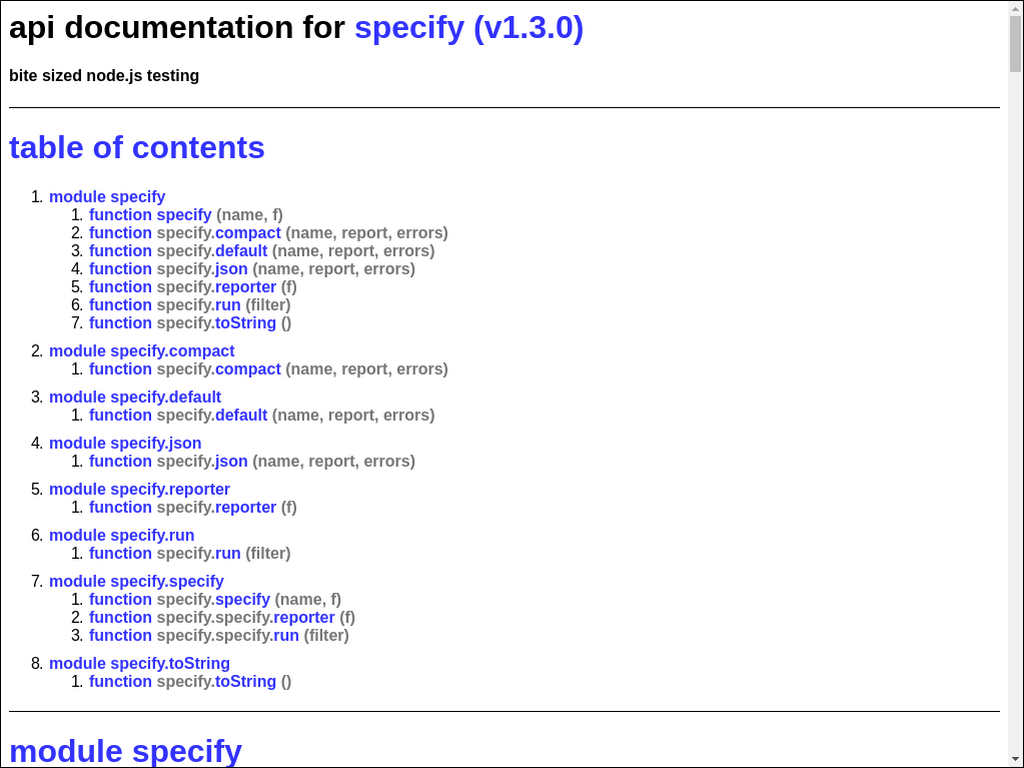 api documentation for specify (v1.3.0)
bite sized node.js testing
table of contents
1. module specify
1. function specify (name, f)
2. function specify.compact (name, report, errors)
3. function specify.default (name, report, errors)
4. function specify.json (name, report, errors)
5. function specify.reporter (f)
6. function specify.run (filter)
7. function specify.toString ()
2. module specify.compact
1. function specify.compact (name, report, errors)
3. module specify.default
1. function specify.default (name, report, errors)
4. module specify.json
1. function specify.json (name, report, errors)
5. module specify.reporter
1. function specify.reporter (f)
6. module specify.run
1. function specify.run (filter)
7. module specify.specify
1. function specify.specify (name, f)
2. function specify.specify.reporter (f)
3. function specify.specify.run (filter)
8. module specify.toString
1. function specify.toString ()
module specify